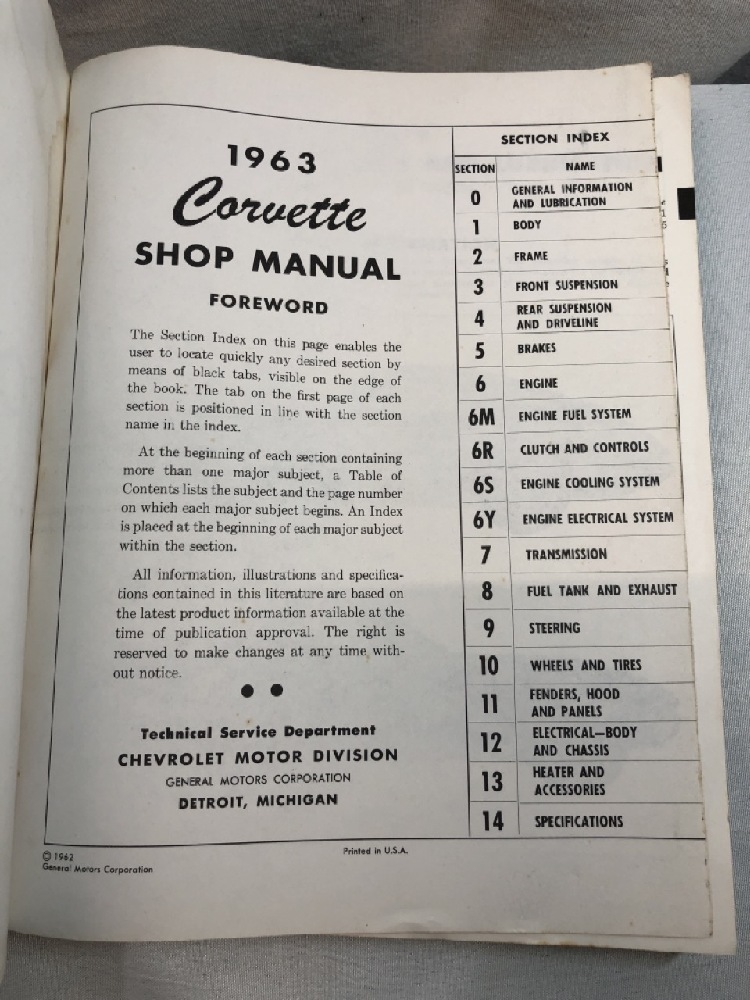 1963
Corvette
SHOP MANUAL
FOREWORD
The Section Index on this page enables the
user to locate quickly any desired section by
means of black tabs, visible on the edge of
the book. The tab on the first page of each
section is positioned in line with the section
name in the index.
At the beginning of each section containing
more than one major subject, a Table of
Contents lists the subject and the page number
on which each major subject begins. An Index
is placed at the beginning of each major subject
within the section.
All information, illustrations and specifica-
tions contained in this literature are based on
the latest product information available at the
time of publication approval. The right is
reserved to make changes at any time with-
out notice.
Technical Service Department
CHEVROLET MOTOR DIVISION
GENERAL MOTORS CORPORATION
DETROIT, MICHIGAN
© 1962
General Motors Corporation
Printed in U.S.A.
SECTION INDEX
SECTION NAME
0 GENERAL INFORMATION
AND LUBRICATION
1 BODY
2 FRAME
3 FRONT SUSPENSION
4 REAR SUSPENSION
AND DRIVELINE
5 BRAKES
6 ENGINE
6M ENGINE FUEL SYSTEM
6R CLUTCH AND CONTROLS
6S ENGINE COOLING SYSTEM
6Y ENGINE ELECTRICAL SYSTEM
7 TRANSMISSION
8 FUEL TANK AND EXHAUST
9 STEERING
10 WHEELS AND TIRES
11 FENDERS, HOOD
AND PANELS
12 ELECTRICAL—BODY
AND CHASSIS
13 HEATER AND
ACCESSORIES
14 SPECIFICATIONS